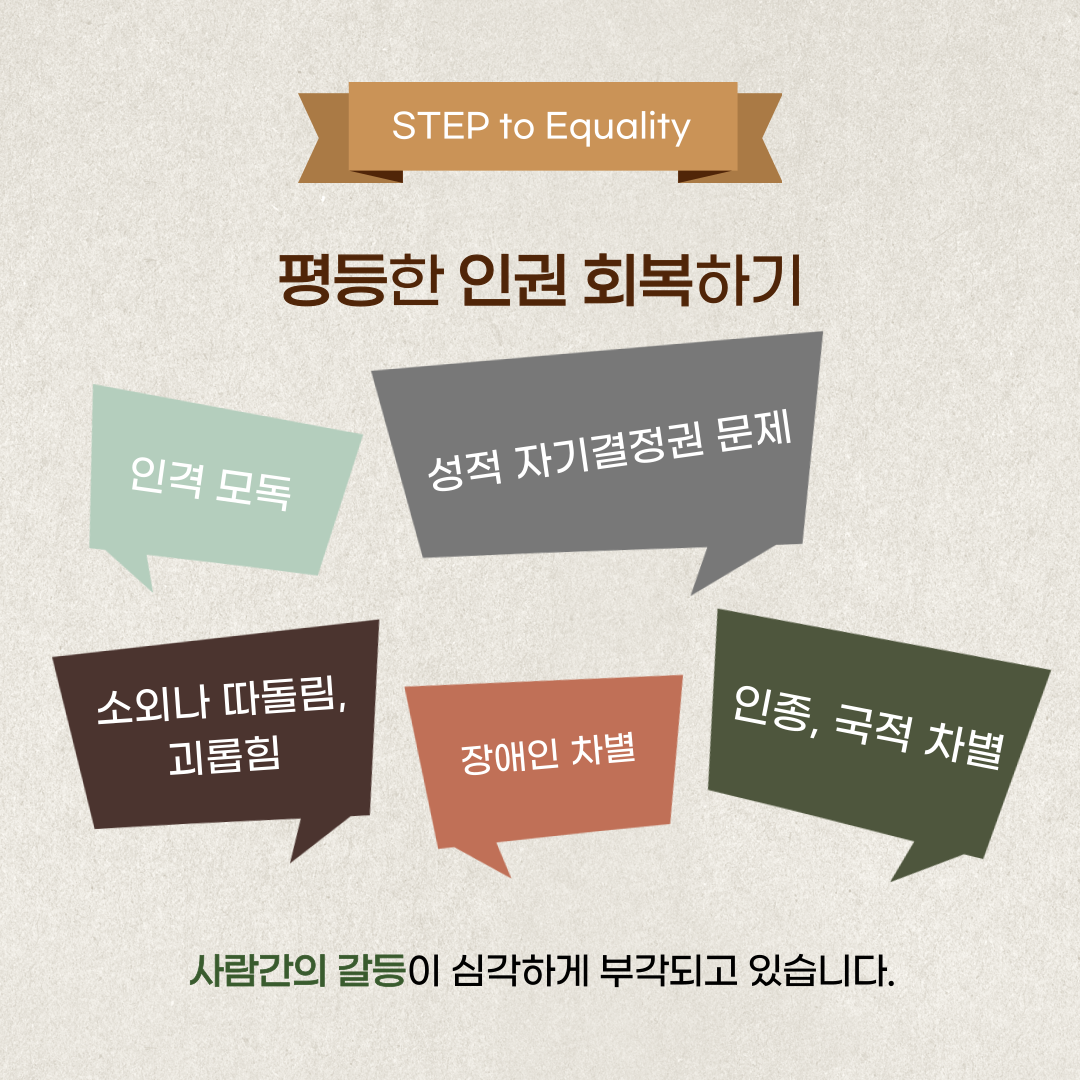 STEP to Equality
평등한 인권 회복하기
인격 모독
성적 자기결정권 문제
소외나 따돌림,
괴롭힘
장애인 차별
인종, 국적 차별
사람간의 갈등이 심각하게 부각되고 있습니다.